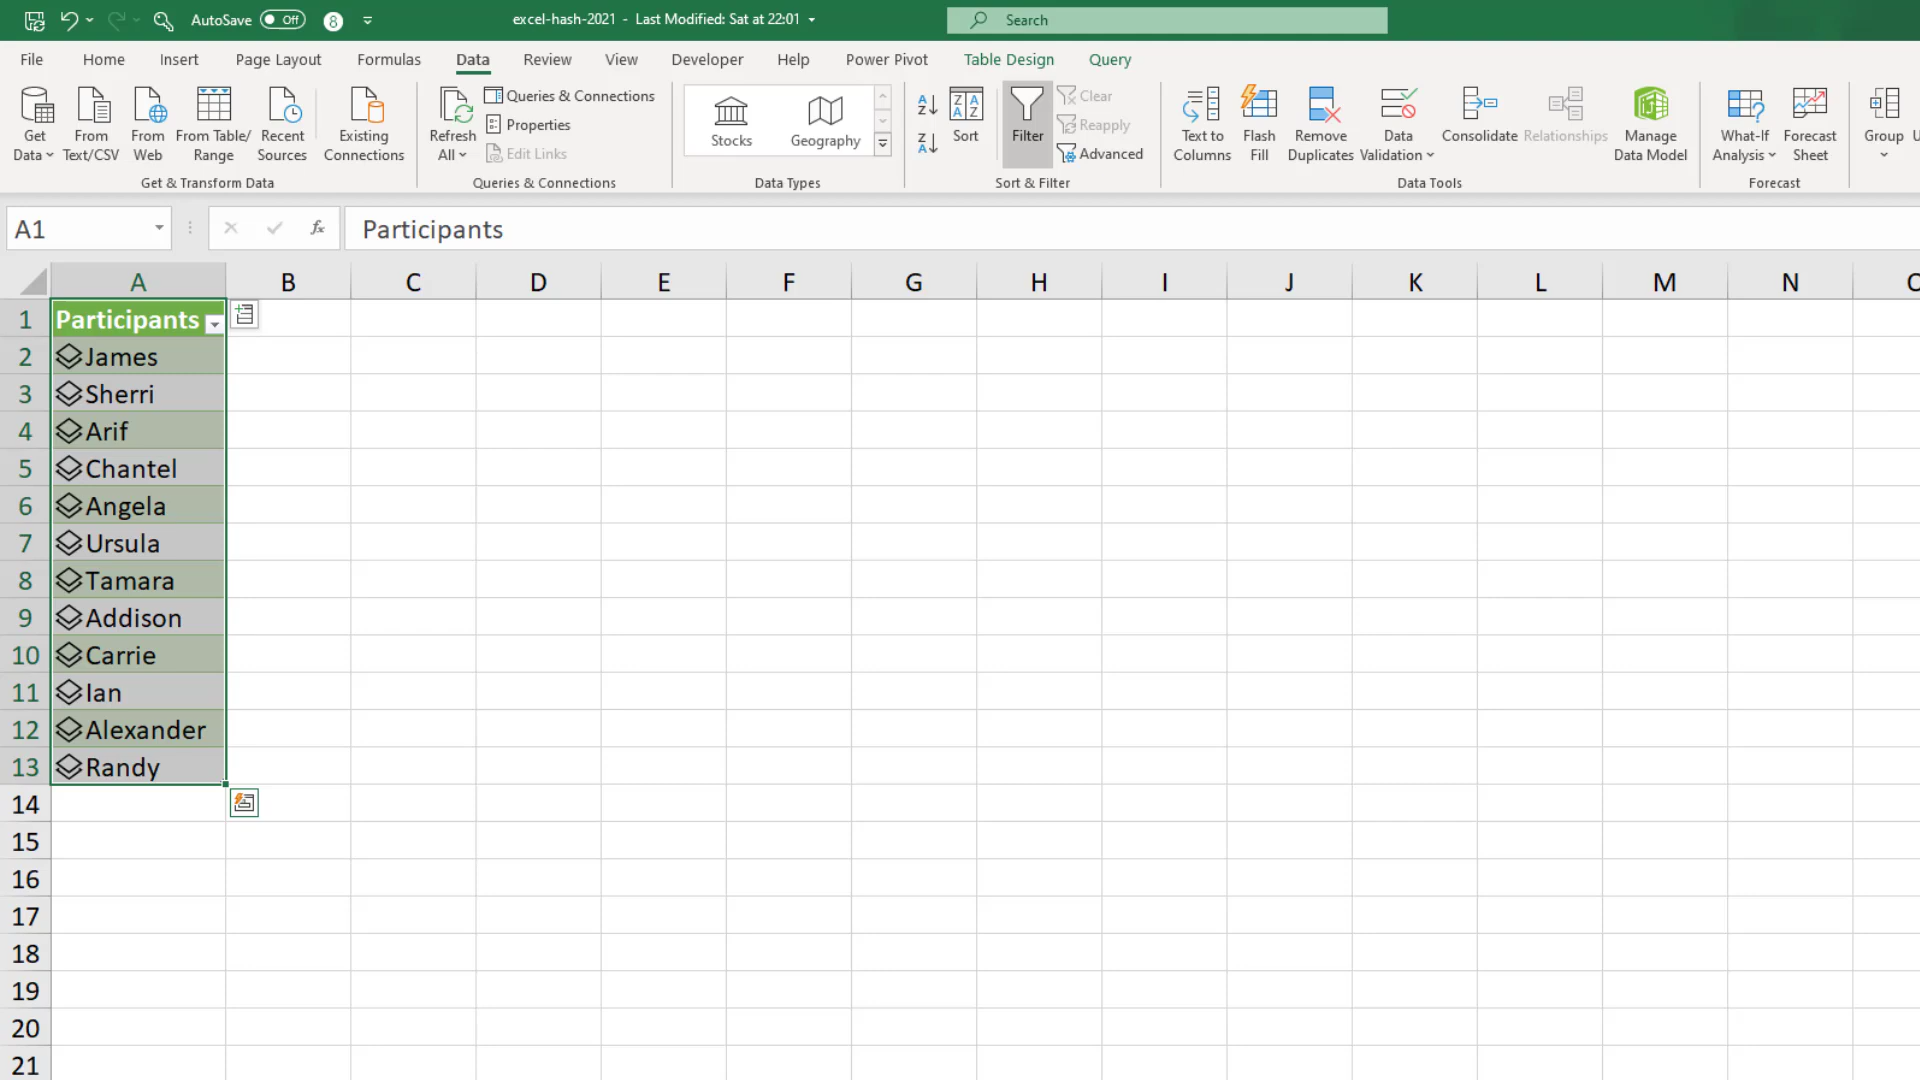 AutoSave Off 8 excel-hash-2021 - Last Modified: Sat at 22:01 Search
File Home Insert Page Layout Formulas Data Review View Developer Help Power Pivot Table Design Query
Get Data
From Text/CSV
From Web
From Table/ Range
Recent Sources
Existing Connections
Get & Transform Data
Refresh All
Queries & Connections
Properties
Edit Links
Queries & Connections
Stocks
Geography
Data Types
Sort
Filter
Clear
Reapply
Advanced
Sort & Filter
Text to Columns
Flash Fill
Remove Duplicates
Data Validation
Consolidate
Relationships
Manage Data Model
Data Tools
What-If Analysis
Forecast Sheet
Forecast
Group
A1 fx Participants
A B C D E F G H I J K L M N
1 Participants
2 James
3 Sherri
4 Arif
5 Chantel
6 Angela
7 Ursula
8 Tamara
9 Addison
10 Carrie
11 Ian
12 Alexander
13 Randy
14
15
16
17
18
19
20
21